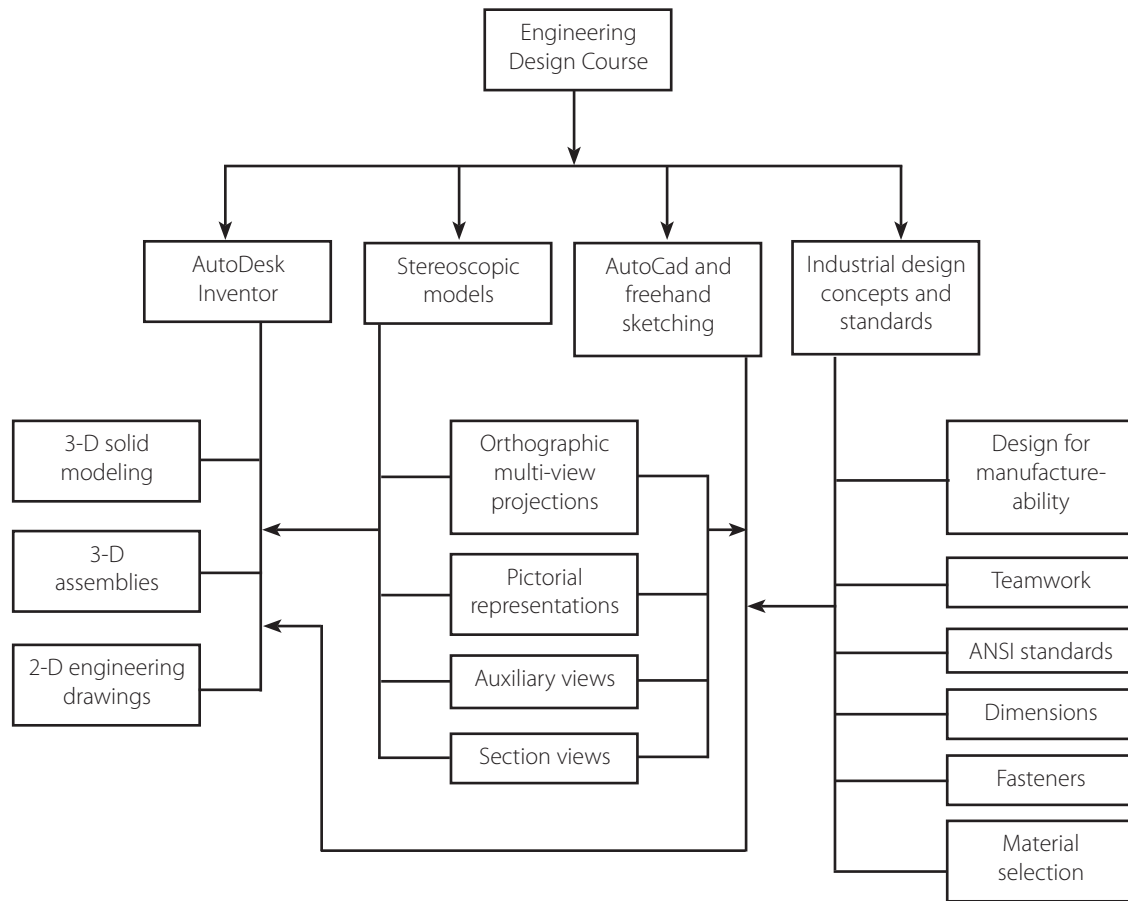 Engineering
Design Course
AutoDesk
Inventor
Stereoscopic
models
AutoCad and
freehand
sketching
Industrial design
concepts and
standards
3-D solid
modeling
3-D
assemblies
2-D engineering
drawings
Orthographic
multi-view
projections
Pictorial
representations
Auxiliary views
Section views
Design for
manufacture-
ability
Teamwork
ANSI standards
Dimensions
Fasteners
Material
selection